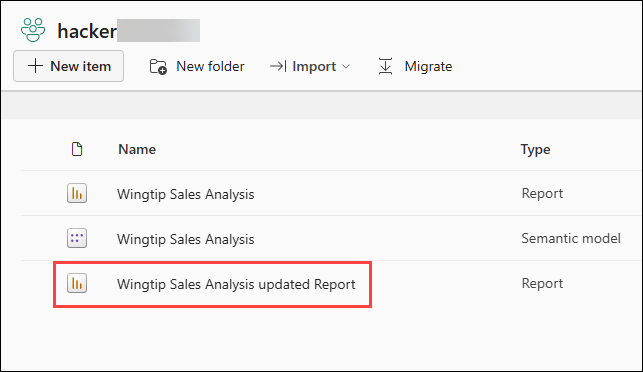 hacker
New item New folder Import Migrate
Name Type
Wingtip Sales Analysis Report
Wingtip Sales Analysis Semantic model
Wingtip Sales Analysis updated Report Report